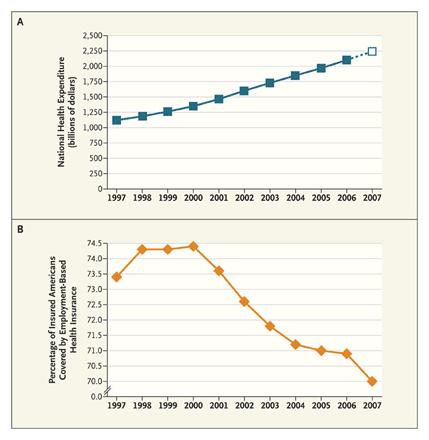 A
National Health Expenditure
(billions of dollars)
2,500
2,250
2,000
1,750
1,500
1,250
1,000
750
500
250
0
1997 1998 1999 2000 2001 2002 2003 2004 2005 2006 2007
B
Percentage of Insured Americans
Covered by Employment-Based
Health Insurance
74.5
74.0
73.5
73.0
72.5
72.0
71.5
71.0
70.5
70.0
0.0
1997 1998 1999 2000 2001 2002 2003 2004 2005 2006 2007